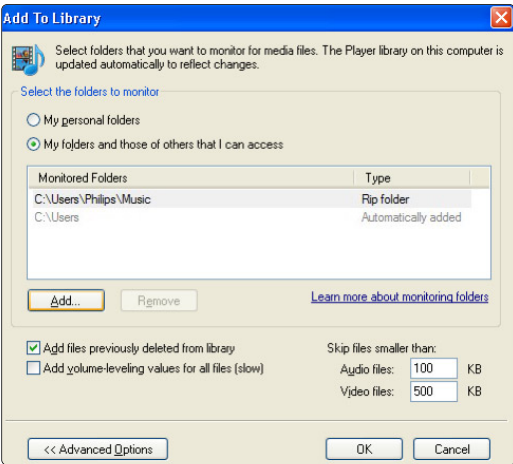 Add To Library
Select folders that you want to monitor for media files. The Player library on this computer is
updated automatically to reflect changes.
Select the folders to monitor
My personal folders
My folders and those of others that I can access
Monitored Folders Type
C:\Users\Philips\Music Rip folder
C:\Users Automatically added
Add... Remove Learn more about monitoring folders
Add files previously deleted from library Skip files smaller than:
Add volume-leveling values for all files (slow) Audio files: 100 KB
Video files: 500 KB
<< Advanced Options OK Cancel